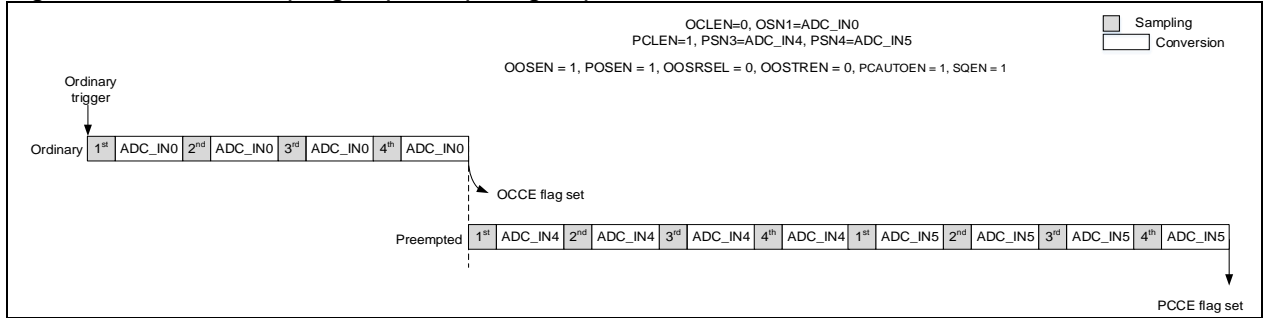 OCLEN=0, OSN1=ADC_IN0
PCLEN=1, PSN3=ADC_IN4, PSN4=ADC_IN5
OOSEN = 1, POSEN = 1, OOSRSEL = 0, OOSTREN = 0, PCAUTOEN = 1, SQEN = 1
Sampling
Conversion
Ordinary
trigger
Ordinary 1st ADC_IN0 2nd ADC_IN0 3rd ADC_IN0 4th ADC_IN0
OCCE flag set
Preempted 1st ADC_IN4 2nd ADC_IN4 3rd ADC_IN4 4th ADC_IN4 1st ADC_IN5 2nd ADC_IN5 3rd ADC_IN5 4th ADC_IN5
PCCE flag set